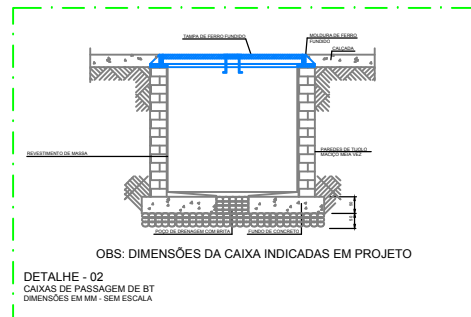 TAMPA DE FERRO FUNDIDO
MOLDURA DE FERRO
FUNDIDO
CALÇADA
REVESTIMENTO DE MASSA
PAREDES DE TIJOLO
MACIÇO MEIA VEZ
POÇO DE DRENAGEM COM BRITA
FUNDO DE CONCRETO
OBS: DIMENSÕES DA CAIXA INDICADAS EM PROJETO
DETALHE - 02
CAIXAS DE PASSAGEM DE BT
DIMENSÕES EM MM - SEM ESCALA